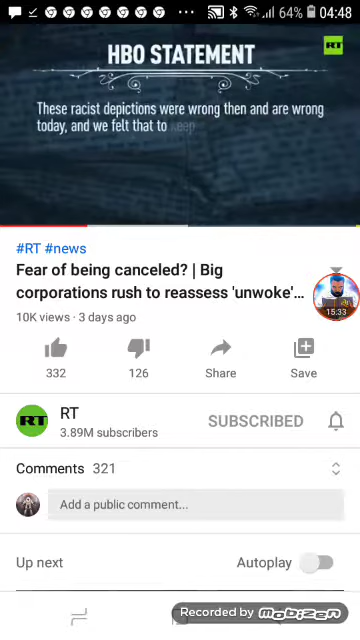 64% 04:48
HBO STATEMENT
RT
These racist depictions were wrong then and are wrong
today, and we felt that to keep
#RT #news
Fear of being canceled? | Big
corporations rush to reassess 'unwoke'...
15:33
10K views · 3 days ago
332 126 Share Save
RT
RT
3.89M subscribers
SUBSCRIBED
Comments 321
Add a public comment...
Up next Autoplay
Recorded by mobizen